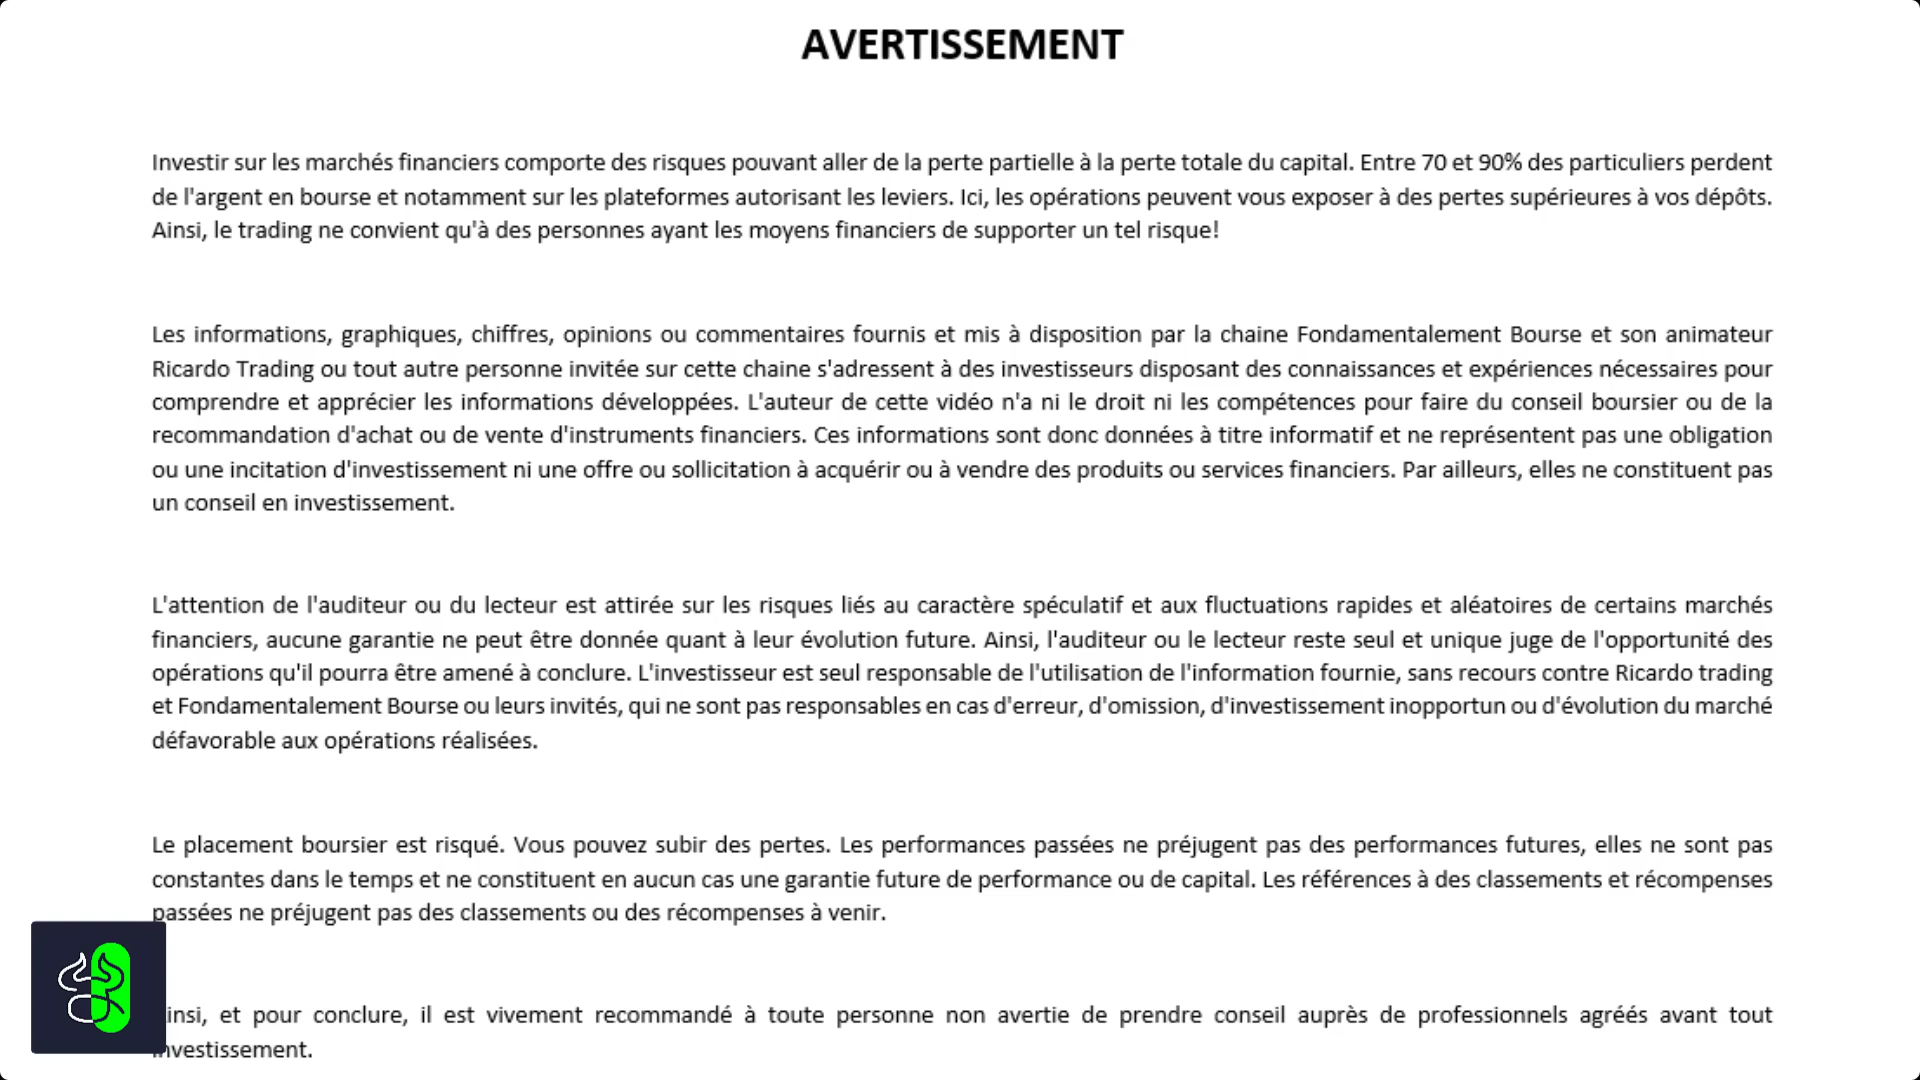 AVERTISSEMENT
Investir sur les marchés financiers comporte des risques pouvant aller de la perte partielle à la perte totale du capital. Entre 70 et 90% des particuliers perdent
de l'argent en bourse et notamment sur les plateformes autorisant les leviers. Ici, les opérations peuvent vous exposer à des pertes supérieures à vos dépôts.
Ainsi, le trading ne convient qu'à des personnes ayant les moyens financiers de supporter un tel risque!
Les informations, graphiques, chiffres, opinions ou commentaires fournis et mis à disposition par la chaine Fondamentalement Bourse et son animateur
Ricardo Trading ou tout autre personne invitée sur cette chaine s'adressent à des investisseurs disposant des connaissances et expériences nécessaires pour
comprendre et apprécier les informations développées. L'auteur de cette vidéo n'a ni le droit ni les compétences pour faire du conseil boursier ou de la
recommandation d'achat ou de vente d'instruments financiers. Ces informations sont donc données à titre informatif et ne représentent pas une obligation
ou une incitation d'investissement ni une offre ou sollicitation à acquérir ou à vendre des produits ou services financiers. Par ailleurs, elles ne constituent pas
un conseil en investissement.
L'attention de l'auditeur ou du lecteur est attirée sur les risques liés au caractère spéculatif et aux fluctuations rapides et aléatoires de certains marchés
financiers, aucune garantie ne peut être donnée quant à leur évolution future. Ainsi, l'auditeur ou le lecteur reste seul et unique juge de l'opportunité des
opérations qu'il pourra être amené à conclure. L'investisseur est seul responsable de l'utilisation de l'information fournie, sans recours contre Ricardo trading
et Fondamentalement Bourse ou leurs invités, qui ne sont pas responsables en cas d'erreur, d'omission, d'investissement inopportun ou d'évolution du marché
défavorable aux opérations réalisées.
Le placement boursier est risqué. Vous pouvez subir des pertes. Les performances passées ne préjugent pas des performances futures, elles ne sont pas
constantes dans le temps et ne constituent en aucun cas une garantie future de performance ou de capital. Les références à des classements et récompenses
passées ne préjugent pas des classements ou des récompenses à venir.
insi, et pour conclure, il est vivement recommandé à toute personne non avertie de prendre conseil auprès de professionnels agréés avant tout
nvestissement.